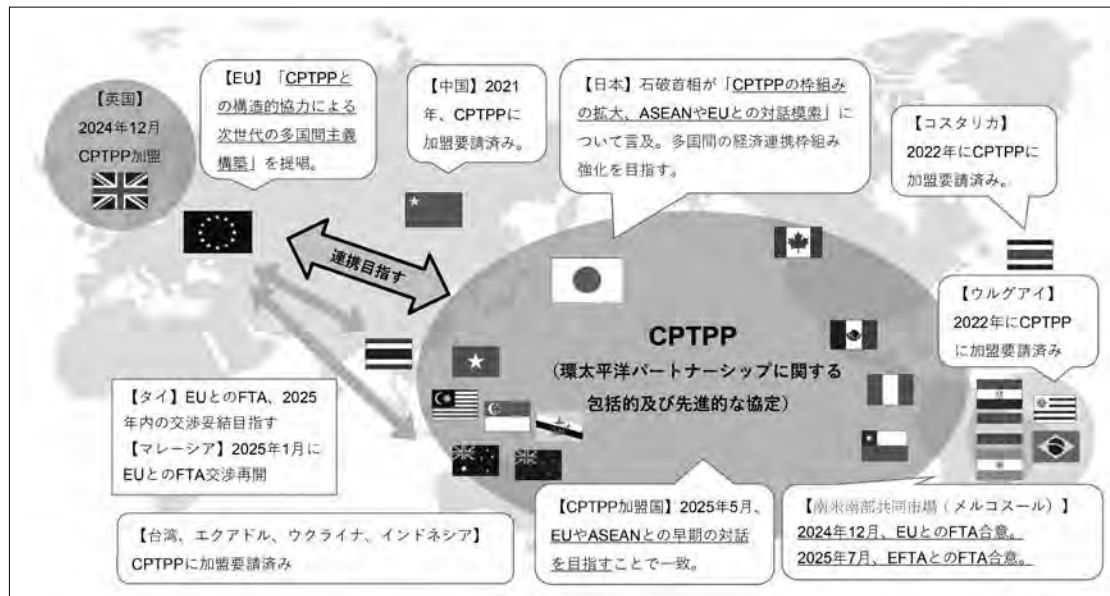 【英国】
2024年12月
CPTPP加盟
【EU】「CPTPPと
の構造的協力による
次世代の多国間主義
構築」を提唱。
【中国】2021
年、CPTPPに
加盟要請済み。
【日本】石破首相が「CPTPPの枠組み
の拡大、ASEANやEUとの対話模索」に
ついて言及。多国間の経済連携枠組み
強化を目指す。
【コスタリカ】
2022年にCPTPPに
加盟要請済み。
連携目指す
【ウルグアイ】
2022年にCPTPP
に加盟要請済み
CPTPP
(環太平洋パートナーシップに関する
包括的及び先進的な協定)
【タイ】EUとのFTA、2025
年内の交渉妥結目指す
【マレーシア】2025年1月に
EUとのFTA交渉再開
【台湾、エクアドル、ウクライナ、インドネシア】
CPTPPに加盟要請済み
【CPTPP加盟国】2025年5月、
EUやASEANとの早期の対話
を目指すことで一致。
【南米南部共同市場(メルコスール)】
2024年12月、EUとのFTA合意。
2025年7月、EFTAとのFTA合意。